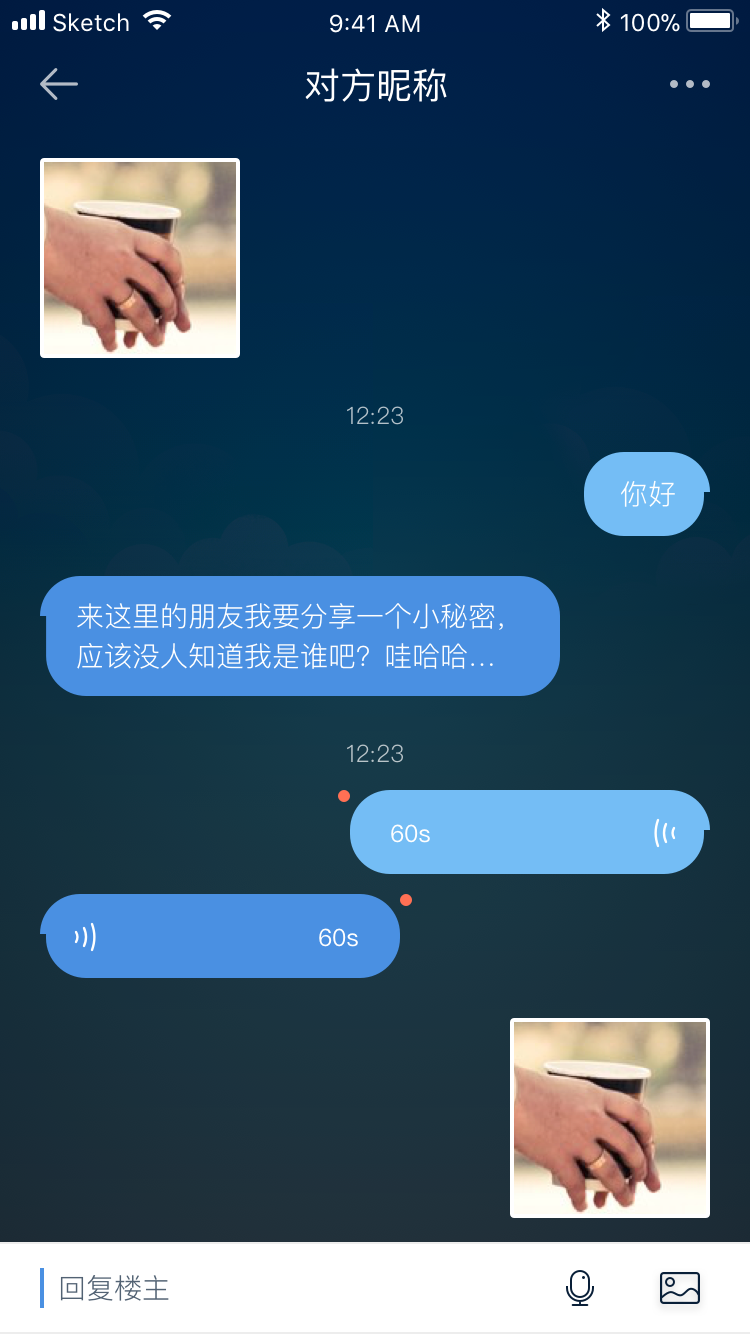 Sketch 9:41 AM 100%
对方昵称
12:23
你好
来这里的朋友我要分享一个小秘密，
应该没人知道我是谁吧？哇哈哈...
12:23
60s
60s
回复楼主